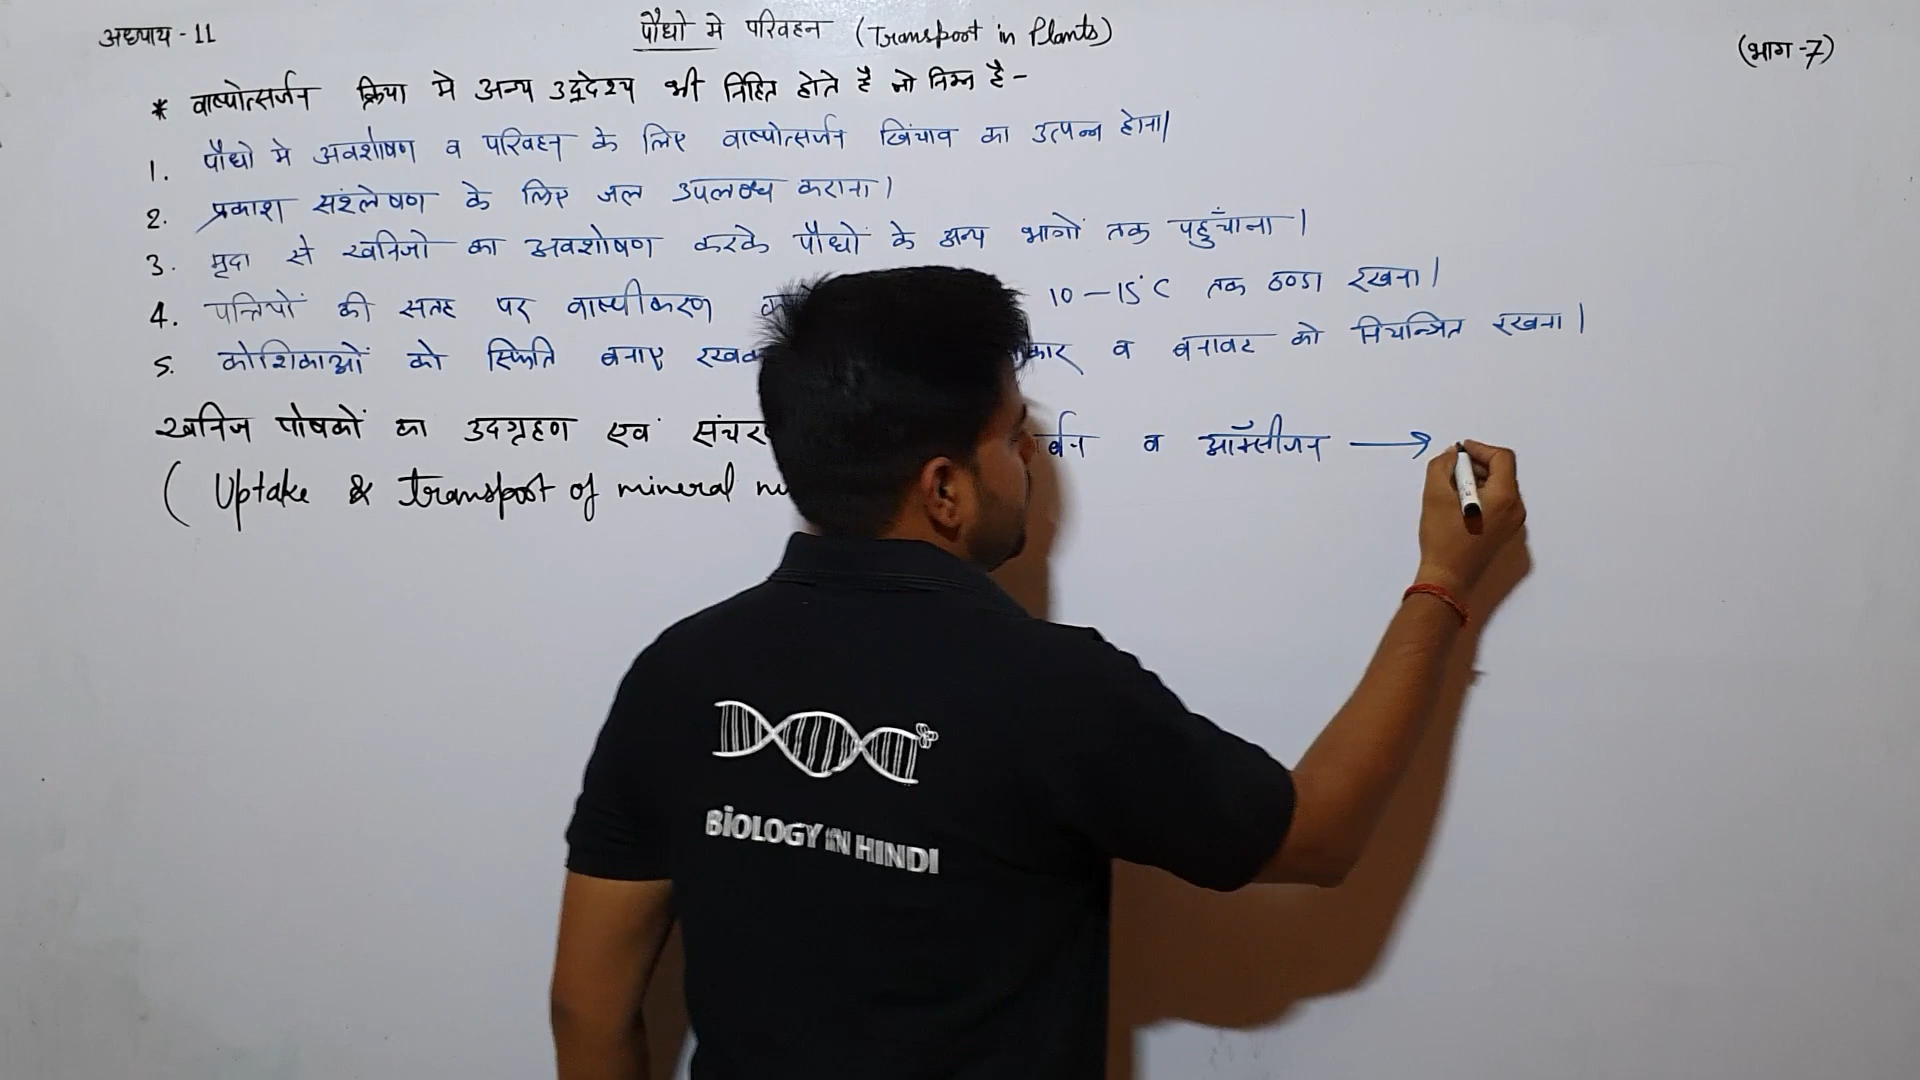 अध्याय - 11
पौधो मे परिवहन (Transport in Plants)
(भाग -7)
* वाष्पोत्सर्जन क्रिया मे अन्य उद्देश्य भी निहित होते है जो निम्न है -
1. पौधो मे अवशोषण व परिवहन के लिए वाष्पोत्सर्जन खिंचाव का उत्पन्न होना।
2. प्रकाश संश्लेषण के लिए जल उपलब्ध कराना।
3. मृदा से खनिजो का अवशोषण करके पौधों के अन्य भागों तक पहुँचाना।
4. पत्तियों की सतह पर वाष्पीकरण 10-15°C तक ठण्डा रखना।
5. कोशिकाओं को स्फिति बनाए व बनावट को नियन्त्रित रखना।
खनिज पोषकों का उदग्रहण एवं व ऑक्सीजन →
( Uptake & transport of mineral
BIOLOGY IN HINDI